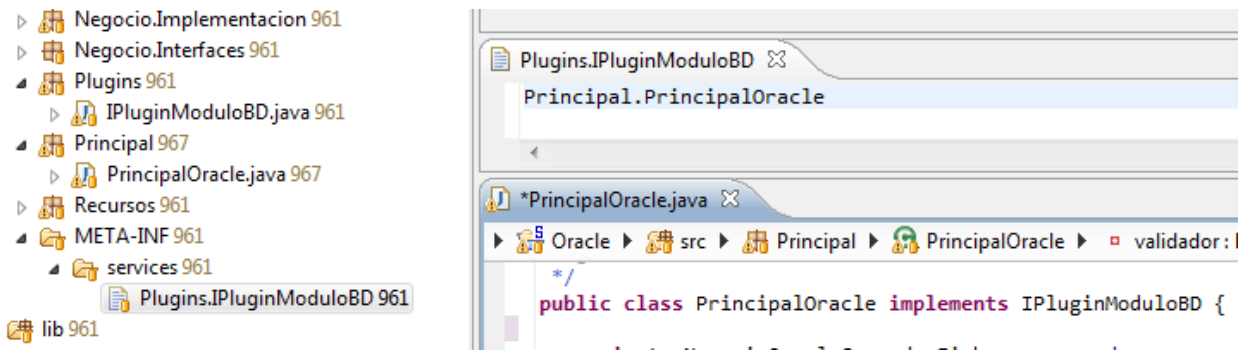 Negocio.Implementacion 961
Negocio.Interfaces 961
Plugins 961
IPluginModuloBD.java 961
Principal 967
PrincipalOracle.java 967
Recursos 961
META-INF 961
services 961
Plugins.IPluginModuloBD 961
lib 961
Plugins.IPluginModuloBD
Principal.PrincipalOracle
*PrincipalOracle.java
Oracle src Principal PrincipalOracle validador :
*/
public class PrincipalOracle implements IPluginModuloBD {